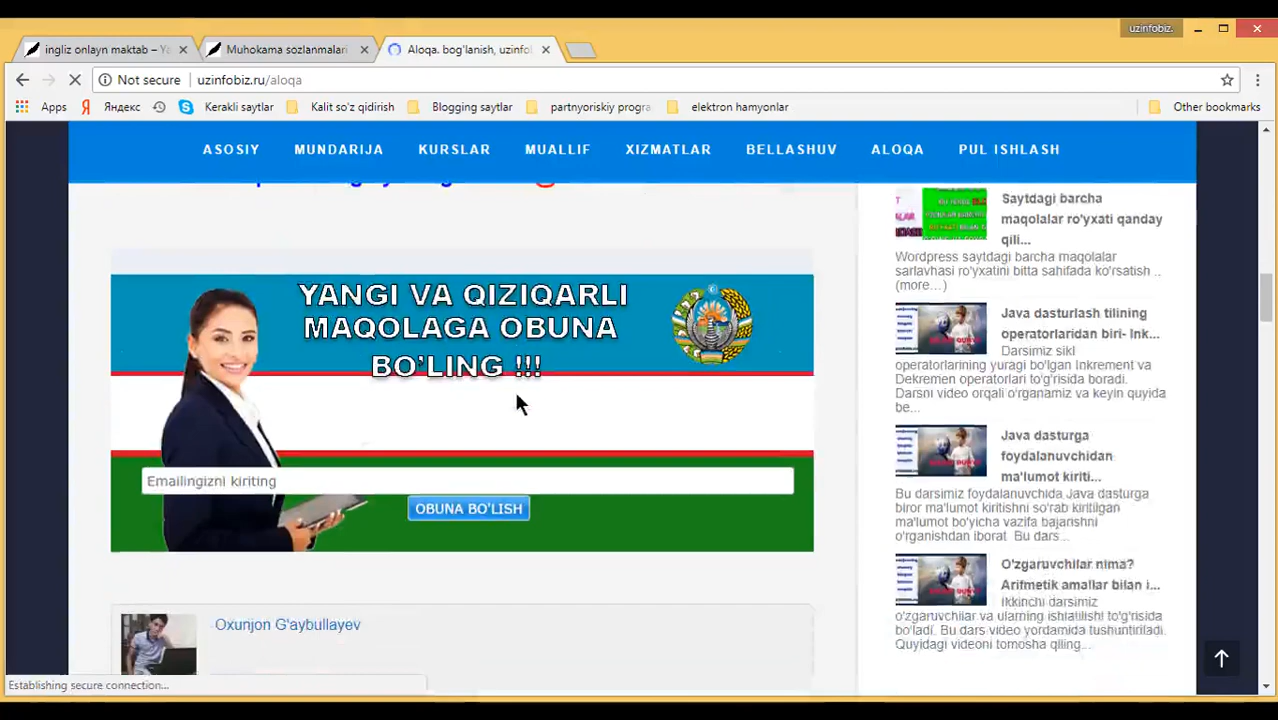 uzinfobiz.
ingliz onlayn maktab – Ya
Muhokama sozlanmalari
Aloqa. bog'lanish, uzinfo
Not secure
uzinfobiz.ru/aloqa
Apps
Яндекс
Kerakli saytlar
Kalit so'z qidirish
Blogging saytlar
partnyoriskiy progra
elektron hamyonlar
Other bookmarks
ASOSIY
MUNDARIJA
KURSLAR
MUALLIF
XIZMATLAR
BELLASHUV
ALOQA
PUL ISHLASH
YANGI VA QIZIQARLI
MAQOLAGA OBUNA
BO'LING !!!
Emailingizni kiriting
OBUNA BO'LISH
Oxunjon G'aybullayev
Saytdagi barcha
maqolalar ro'yxati qanday
qili...
Wordpress saytdagi barcha maqolalar
sarlavhasi ro'yxatini bitta sahifada ko'rsatish ..
(more…)
Java dasturlash tilining
operatorlaridan biri- Ink...
Darsimiz sikl
operatorlarining yuragi bo'lgan Inkrement va
Dekremen operatorlari to'g'risida boradi.
Darsni video orqali o'rganamiz va keyin quyida
be...
Java dasturga
foydalanuvchidan
ma'lumot kiriti...
Bu darsimiz foydalanuvchida Java dasturga
biror ma'lumot kiritishni so'rab kiritilgan
ma'lumot bo'yicha vazifa bajarishni
o'rganishdan iborat Bu dars...
O'zgaruvchilar nima?
Arifmetik amallar bilan i...
Ikkinchi darsimiz
o'zgaruvchilar va ularning ishlatilishi to'g'risida
bo'ladi. Bu dars video yordamida tushuntiriladi.
Quyidagi videoni tomosha qiling...
Establishing secure connection...